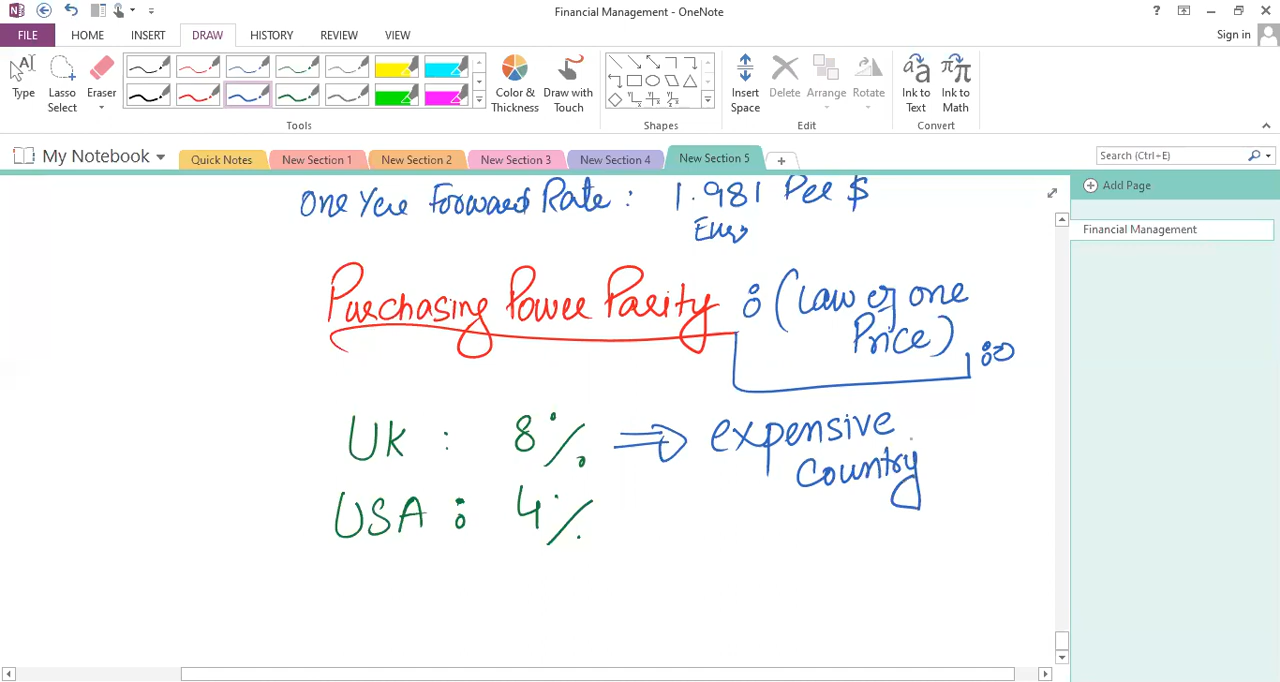 Financial Management - OneNote
? 
Sign in
FILE HOME INSERT DRAW HISTORY REVIEW VIEW
Type Lasso Select Eraser Color & Thickness Draw with Touch Insert Space Delete Arrange Rotate Ink to Text Ink to Math
Tools Shapes Edit Convert
My Notebook Quick Notes New Section 1 New Section 2 New Section 3 New Section 4 New Section 5 Search (Ctrl+E)
Add Page
Financial Management
One Rate : 1.981 Per $
Purchasing Power Parity : (Law of one
Price)
UK : 8% ⇒ expensive
country
USA : 4%